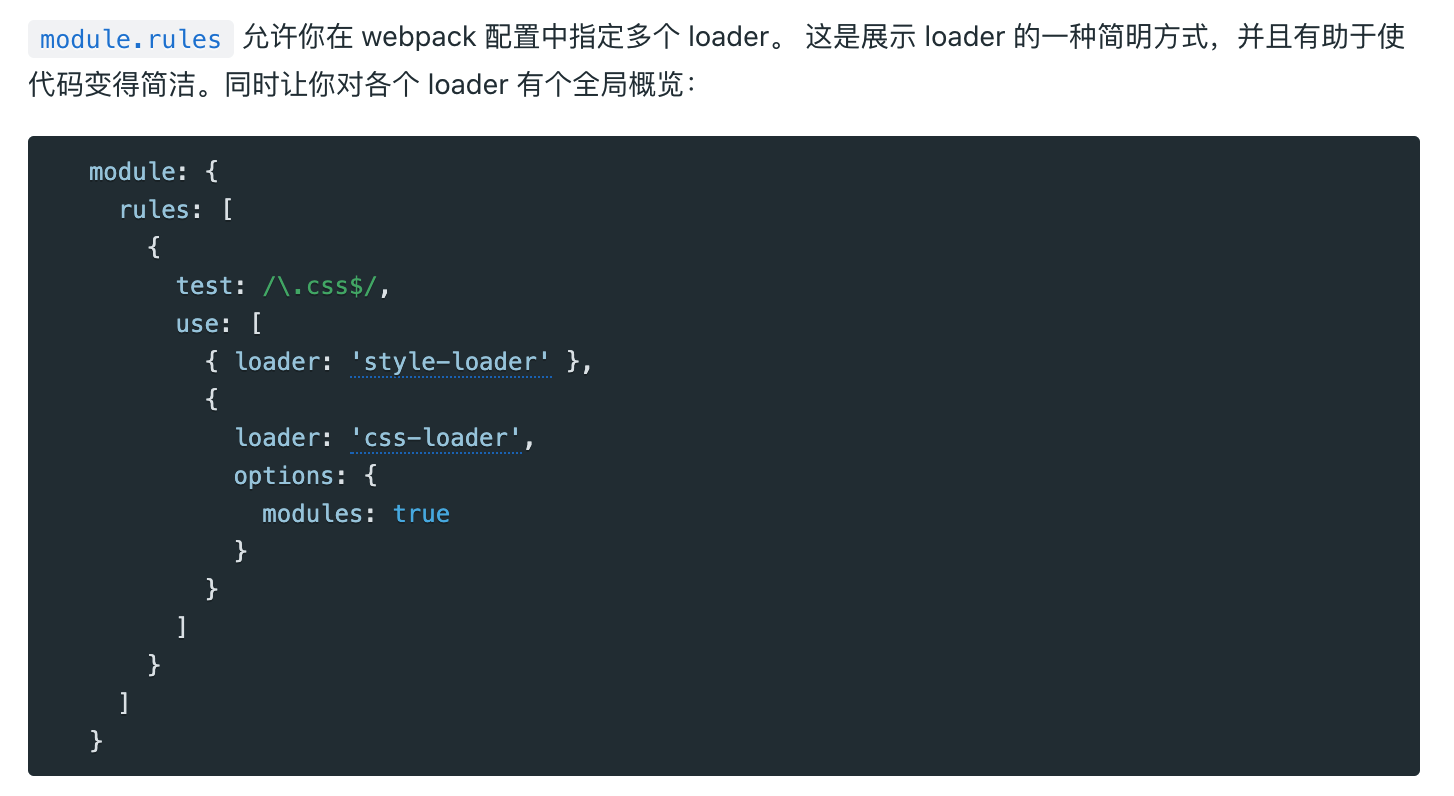 module.rules 允许你在 webpack 配置中指定多个 loader。 这是展示 loader 的一种简明方式，并且有助于使
代码变得简洁。同时让你对各个 loader 有个全局概览：
module: {
rules: [
{
test: /\.css$/,
use: [
{ loader: 'style-loader' },
{
loader: 'css-loader',
options: {
modules: true
}
}
]
}
]
}